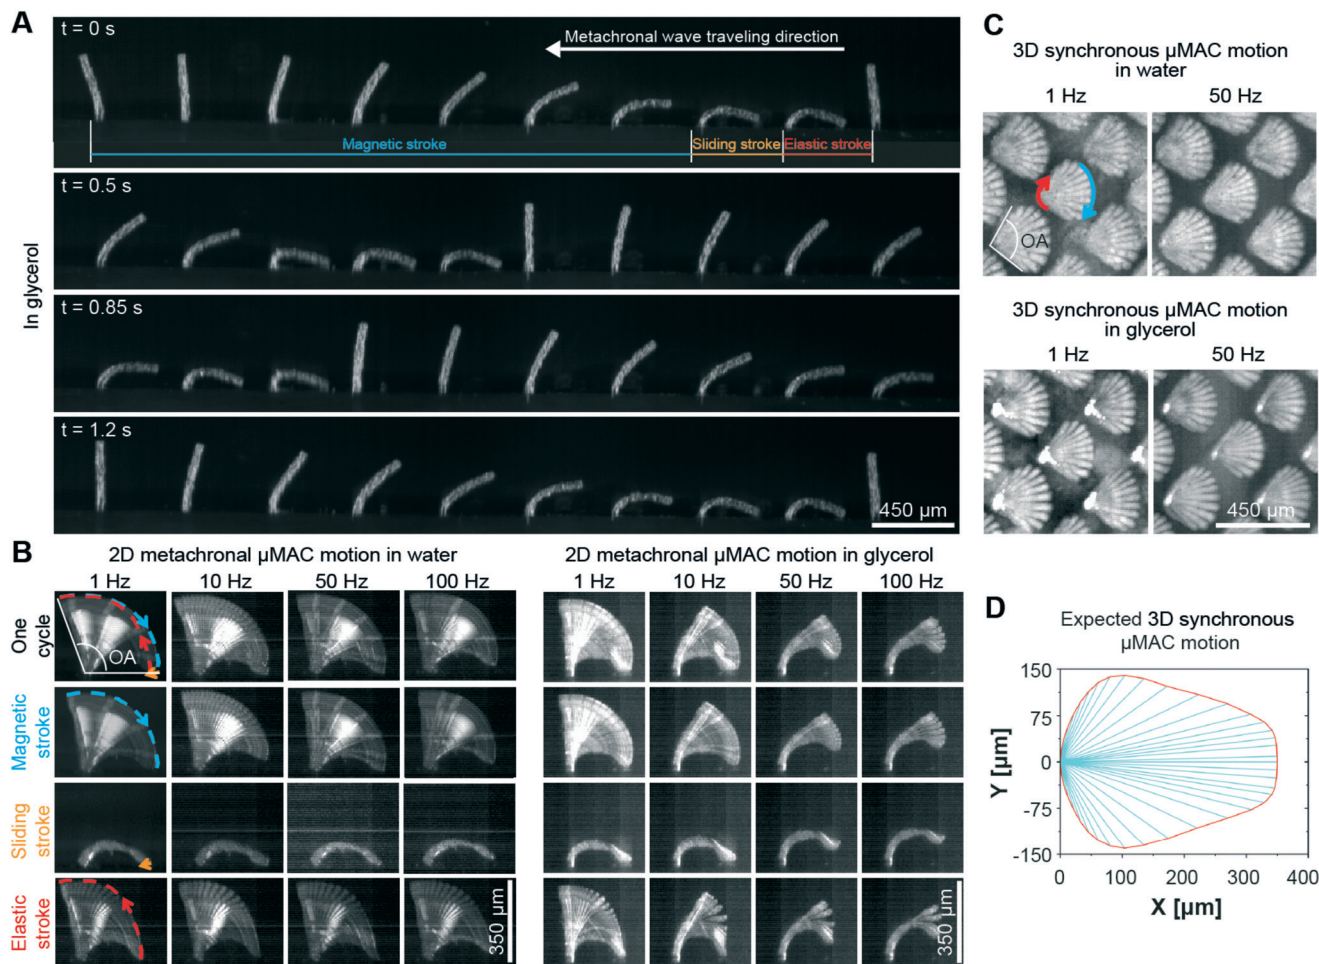 A
t = 0 s
Metachronal wave traveling direction
Magnetic stroke
Sliding stroke
Elastic stroke
t = 0.5 s
t = 0.85 s
t = 1.2 s
450 µm
In glycerol
B
2D metachronal µMAC motion in water
1 Hz
10 Hz
50 Hz
100 Hz
One
cycle
OA
Magnetic
stroke
Sliding
stroke
Elastic
stroke
350 µm
2D metachronal µMAC motion in glycerol
1 Hz
10 Hz
50 Hz
100 Hz
350 µm
C
3D synchronous µMAC motion
in water
1 Hz
50 Hz
OA
3D synchronous µMAC motion
in glycerol
1 Hz
50 Hz
450 µm
D
Expected 3D synchronous
µMAC motion
Y [µm]
150
75
0
-75
-150
0
100
200
300
400
X [µm]